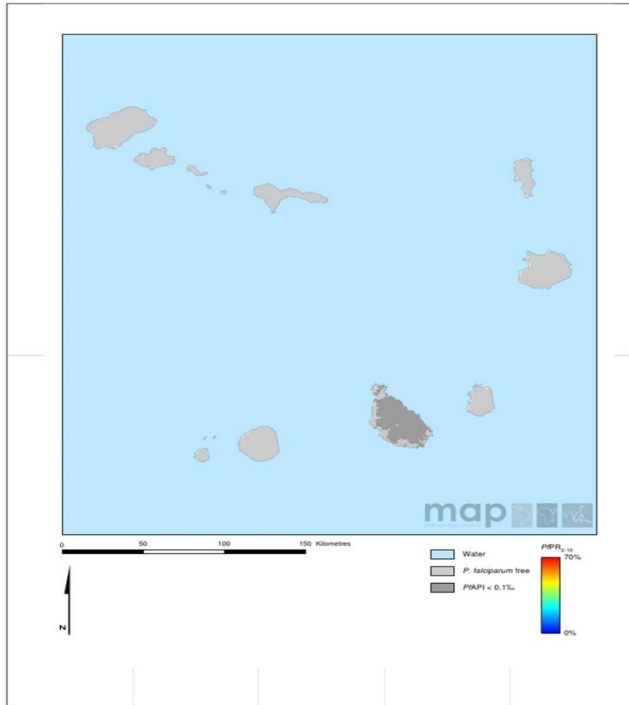 map
0 50 100 150 Kilometres
Water
P. falciparum free
PfAPI < 0.1‰
PfPR2-10
70%
0%
N